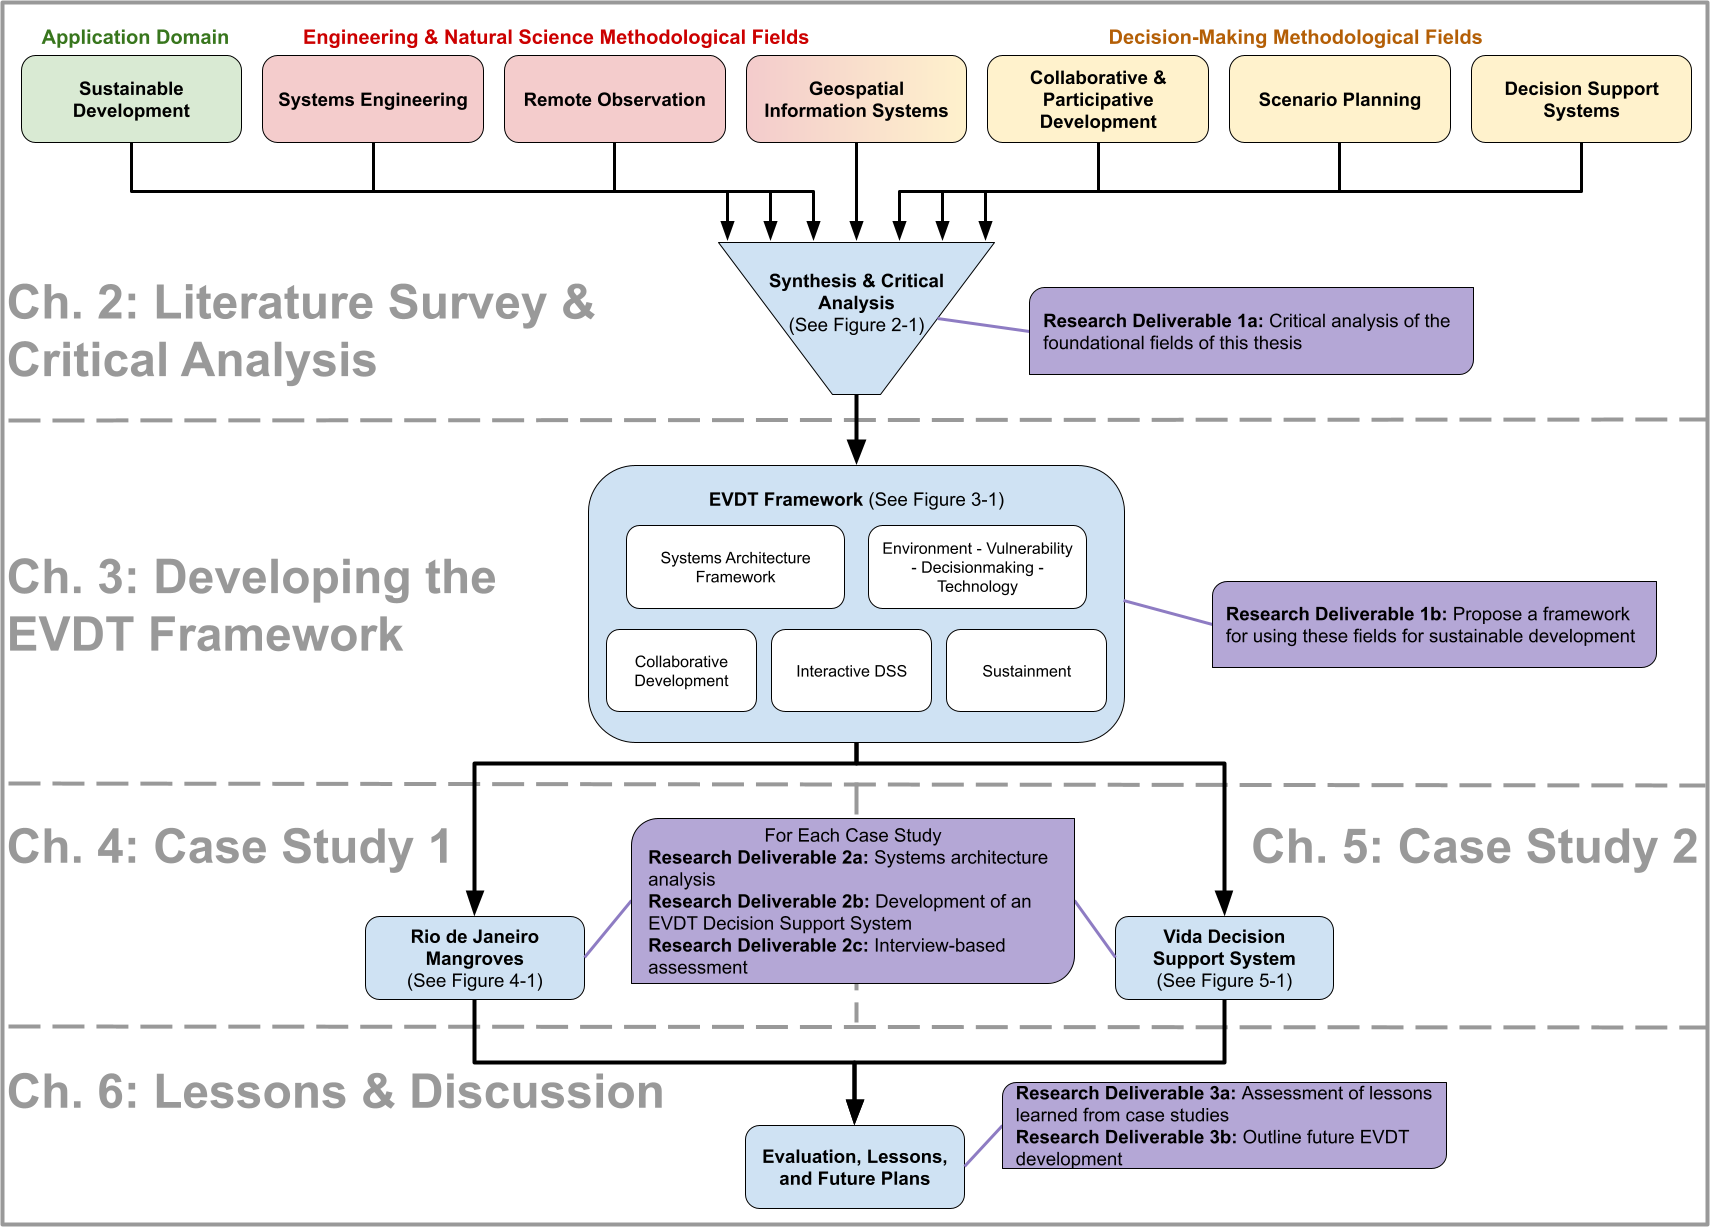 Application Domain
Engineering & Natural Science Methodological Fields
Decision-Making Methodological Fields
Sustainable
Development
Systems Engineering
Remote Observation
Geospatial
Information Systems
Collaborative &
Participative
Development
Scenario Planning
Decision Support
Systems
Ch. 2: Literature Survey &
Critical Analysis
Synthesis & Critical
Analysis
(See Figure 2-1)
Research Deliverable 1a: Critical analysis of the
foundational fields of this thesis
Ch. 3: Developing the
EVDT Framework
EVDT Framework (See Figure 3-1)
Systems Architecture
Framework
Environment - Vulnerability
- Decisionmaking -
Technology
Collaborative
Development
Interactive DSS
Sustainment
Research Deliverable 1b: Propose a framework
for using these fields for sustainable development
Ch. 4: Case Study 1
For Each Case Study
Research Deliverable 2a: Systems architecture
analysis
Research Deliverable 2b: Development of an
EVDT Decision Support System
Research Deliverable 2c: Interview-based
assessment
Ch. 5: Case Study 2
Rio de Janeiro
Mangroves
(See Figure 4-1)
Vida Decision
Support System
(See Figure 5-1)
Ch. 6: Lessons & Discussion
Research Deliverable 3a: Assessment of lessons
learned from case studies
Research Deliverable 3b: Outline future EVDT
development
Evaluation, Lessons,
and Future Plans